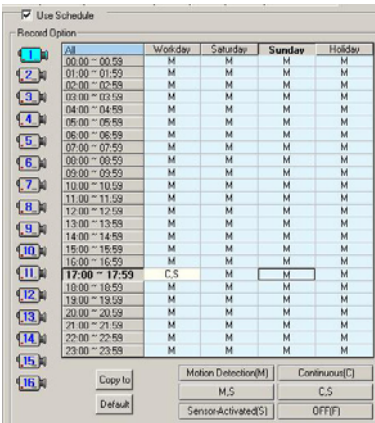 Use Schedule
Record Option
All Workday Saturday Sunday Holiday
00:00 ~ 00:59 M M M M
01:00 ~ 01:59 M M M M
02:00 ~ 02:59 M M M M
03:00 ~ 03:59 M M M M
04:00 ~ 04:59 M M M M
05:00 ~ 05:59 M M M M
06:00 ~ 06:59 M M M M
07:00 ~ 07:59 M M M M
08:00 ~ 08:59 M M M M
09:00 ~ 09:59 M M M M
10:00 ~ 10:59 M M M M
11:00 ~ 11:59 M M M M
12:00 ~ 12:59 M M M M
13:00 ~ 13:59 M M M M
14:00 ~ 14:59 M M M M
15:00 ~ 15:59 M M M M
16:00 ~ 16:59 M M M M
17:00 ~ 17:59 C,S M M M
18:00 ~ 18:59 M M M M
19:00 ~ 19:59 M M M M
20:00 ~ 20:59 M M M M
21:00 ~ 21:59 M M M M
22:00 ~ 22:59 M M M M
23:00 ~ 23:59 M M M M
1
2
3
4
5
6
7
8
9
10
11
12
13
14
15
16
Copy to
Default
Motion Detection(M) Continuous(C)
M,S C,S
Sensor-Activated(S) OFF(F)